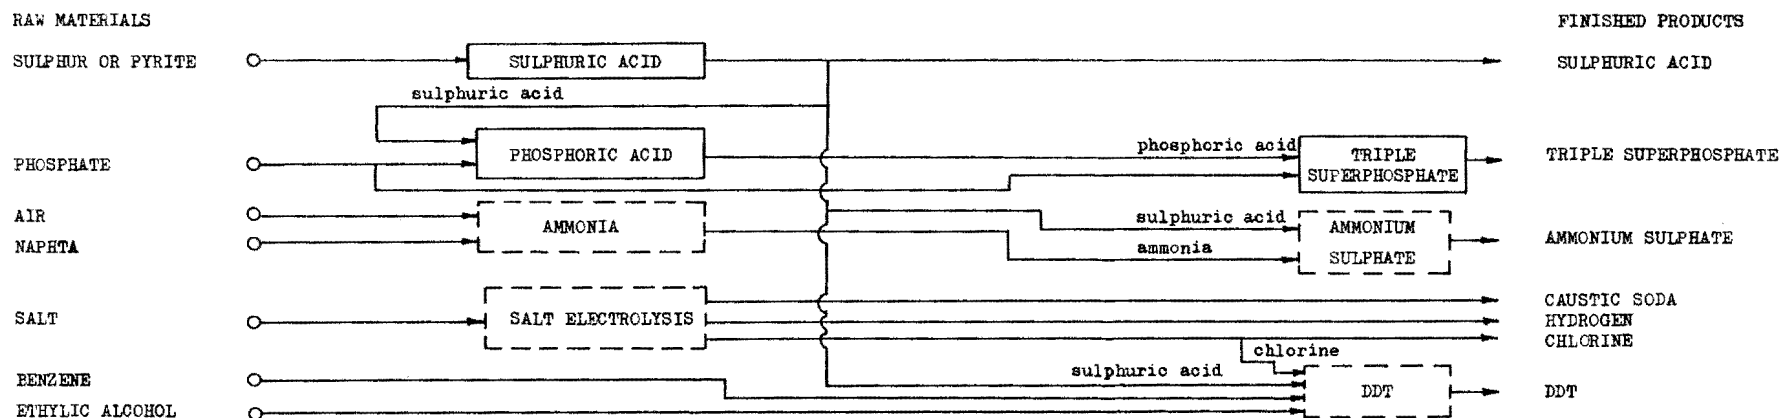 RAW MATERIALS
FINISHED PRODUCTS
SULPHUR OR PYRITE
SULPHURIC ACID
SULPHURIC ACID
sulphuric acid
PHOSPHATE
PHOSPHORIC ACID
phosphoric acid
TRIPLE
SUPERPHOSPHATE
TRIPLE SUPERPHOSPHATE
AIR
NAPHTA
AMMONIA
sulphuric acid
ammonia
AMMONIUM
SULPHATE
AMMONIUM SULPHATE
SALT
SALT ELECTROLYSIS
CAUSTIC SODA
HYDROGEN
CHLORINE
chlorine
BENZENE
sulphuric acid
DDT
DDT
ETHYLIC ALCOHOL